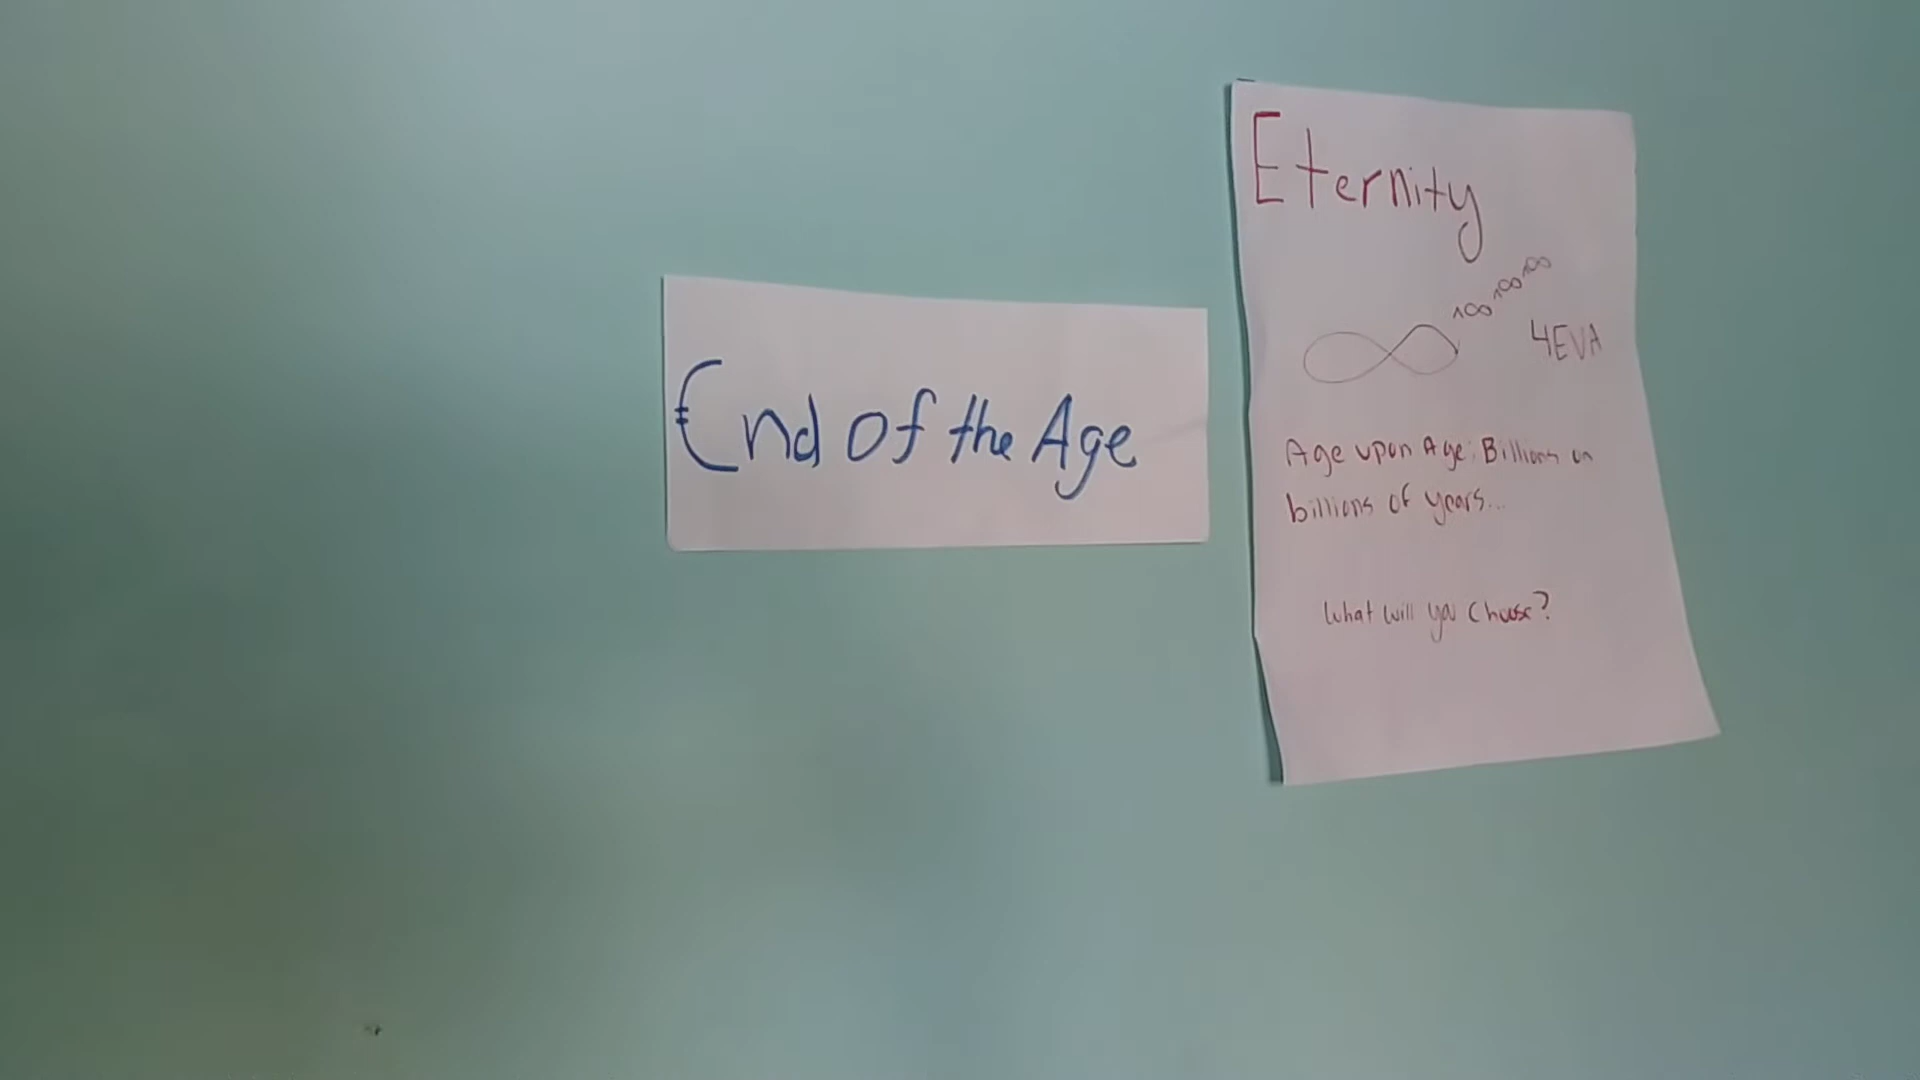 End of the Age
Eternity
∞ 100 100 100
4EVA
Age upon Age: Billions on
billions of years...
What will you choose?